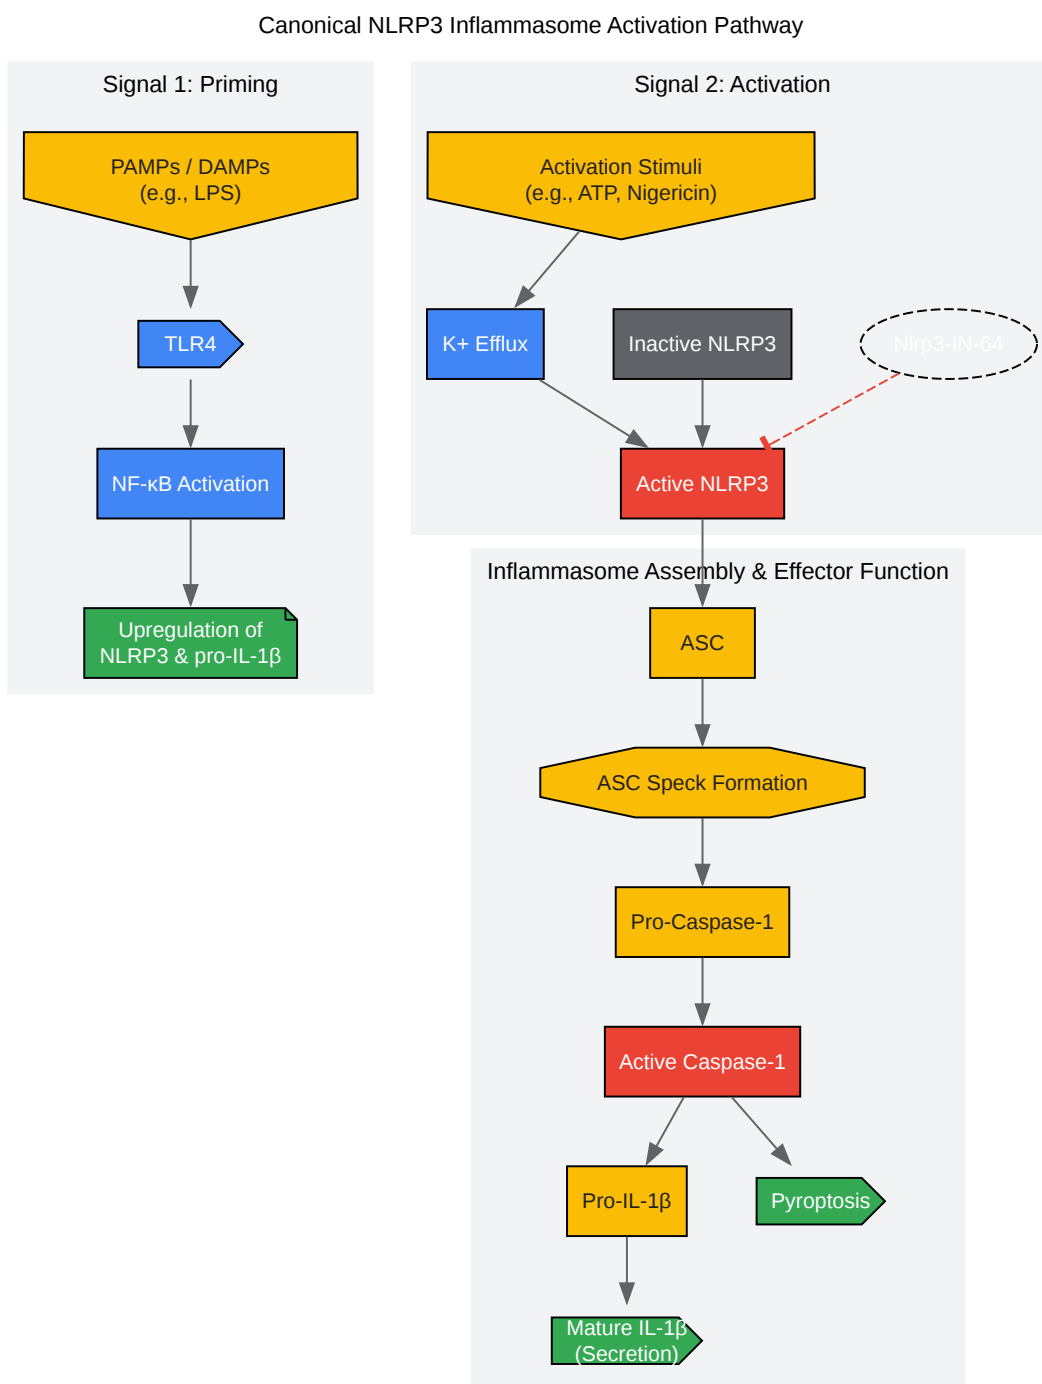 Canonical NLRP3 Inflammasome Activation Pathway
Signal 1: Priming
PAMPs / DAMPs
(e.g., LPS)
TLR4
NF-κB Activation
Upregulation of
NLRP3 & pro-IL-1β
Signal 2: Activation
Activation Stimuli
(e.g., ATP, Nigericin)
K+ Efflux
Inactive NLRP3
Nlrp3-IN-64
Active NLRP3
Inflammasome Assembly & Effector Function
ASC
ASC Speck Formation
Pro-Caspase-1
Active Caspase-1
Pro-IL-1β
Pyroptosis
Mature IL-1β
(Secretion)